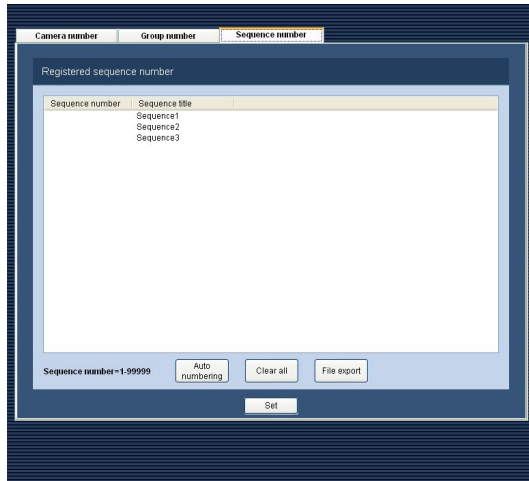 Camera number Group number Sequence number
Registered sequence number
Sequence number Sequence title
Sequence1
Sequence2
Sequence3
Sequence number=1-99999
Auto
numbering
Clear all
File export
Set